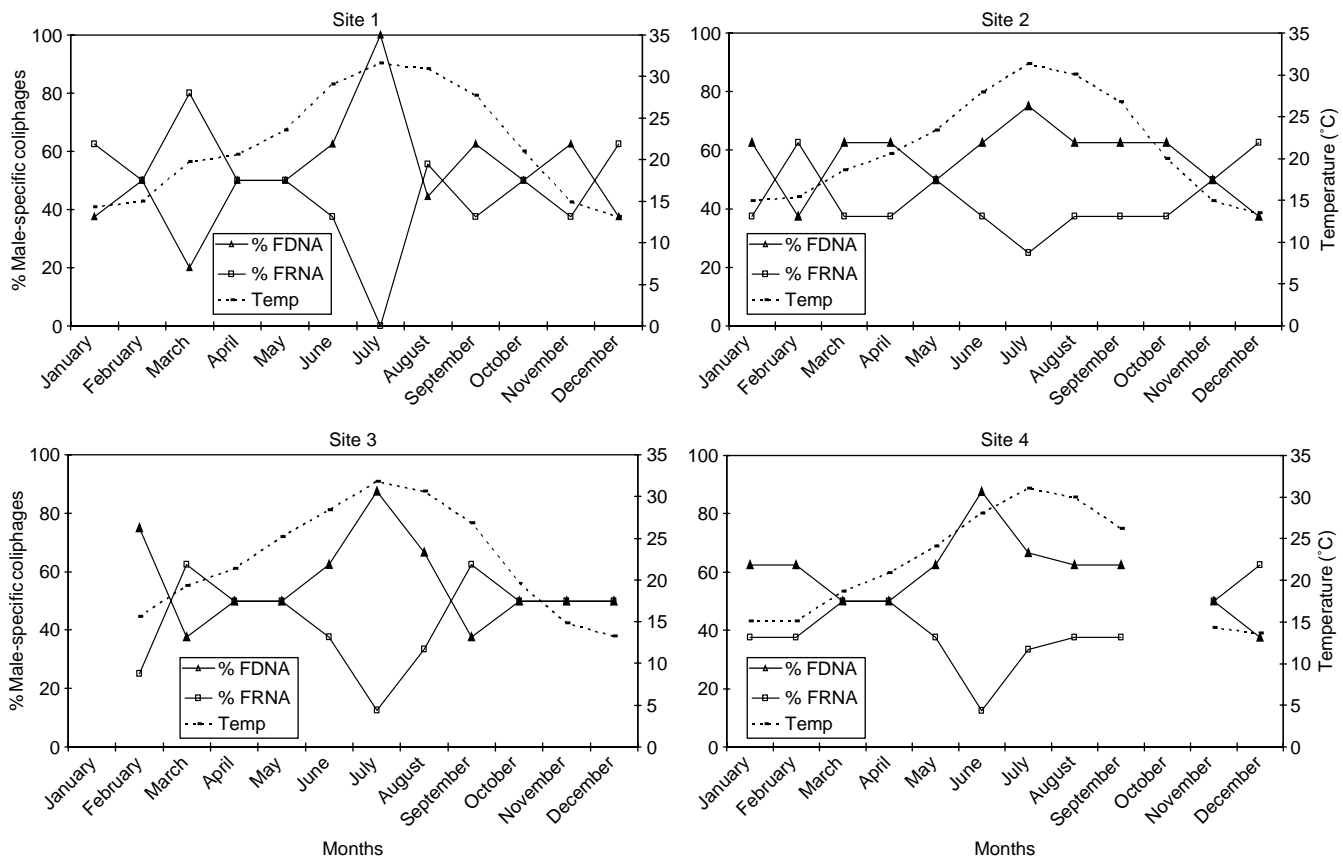 Site 1
% Male-specific coliphages
100
80
60
40
20
0
35
30
25
20
15
10
5
0
% FDNA
% FRNA
Temp
January
February
March
April
May
June
July
August
September
October
November
December
Site 2
100
80
60
40
20
0
35
30
25
20
15
10
5
0
Temperature (°C)
% FDNA
% FRNA
Temp
January
February
March
April
May
June
July
August
September
October
November
December
Site 3
% Male-specific coliphages
100
80
60
40
20
0
35
30
25
20
15
10
5
0
% FDNA
% FRNA
Temp
January
February
March
April
May
June
July
August
September
October
November
December
Months
Site 4
100
80
60
40
20
0
35
30
25
20
15
10
5
0
Temperature (°C)
% FDNA
% FRNA
Temp
January
February
March
April
May
June
July
August
September
October
November
December
Months